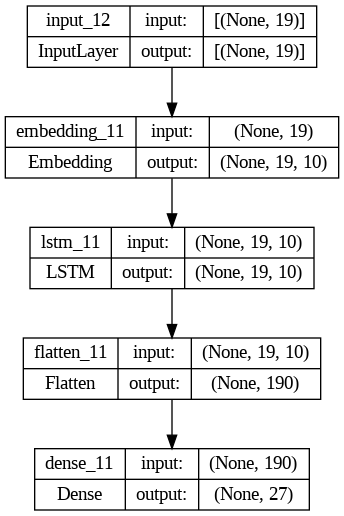 input_12 input: [(None, 19)]
InputLayer output: [(None, 19)]
embedding_11 input: (None, 19)
Embedding output: (None, 19, 10)
lstm_11 input: (None, 19, 10)
LSTM output: (None, 19, 10)
flatten_11 input: (None, 19, 10)
Flatten output: (None, 190)
dense_11 input: (None, 190)
Dense output: (None, 27)